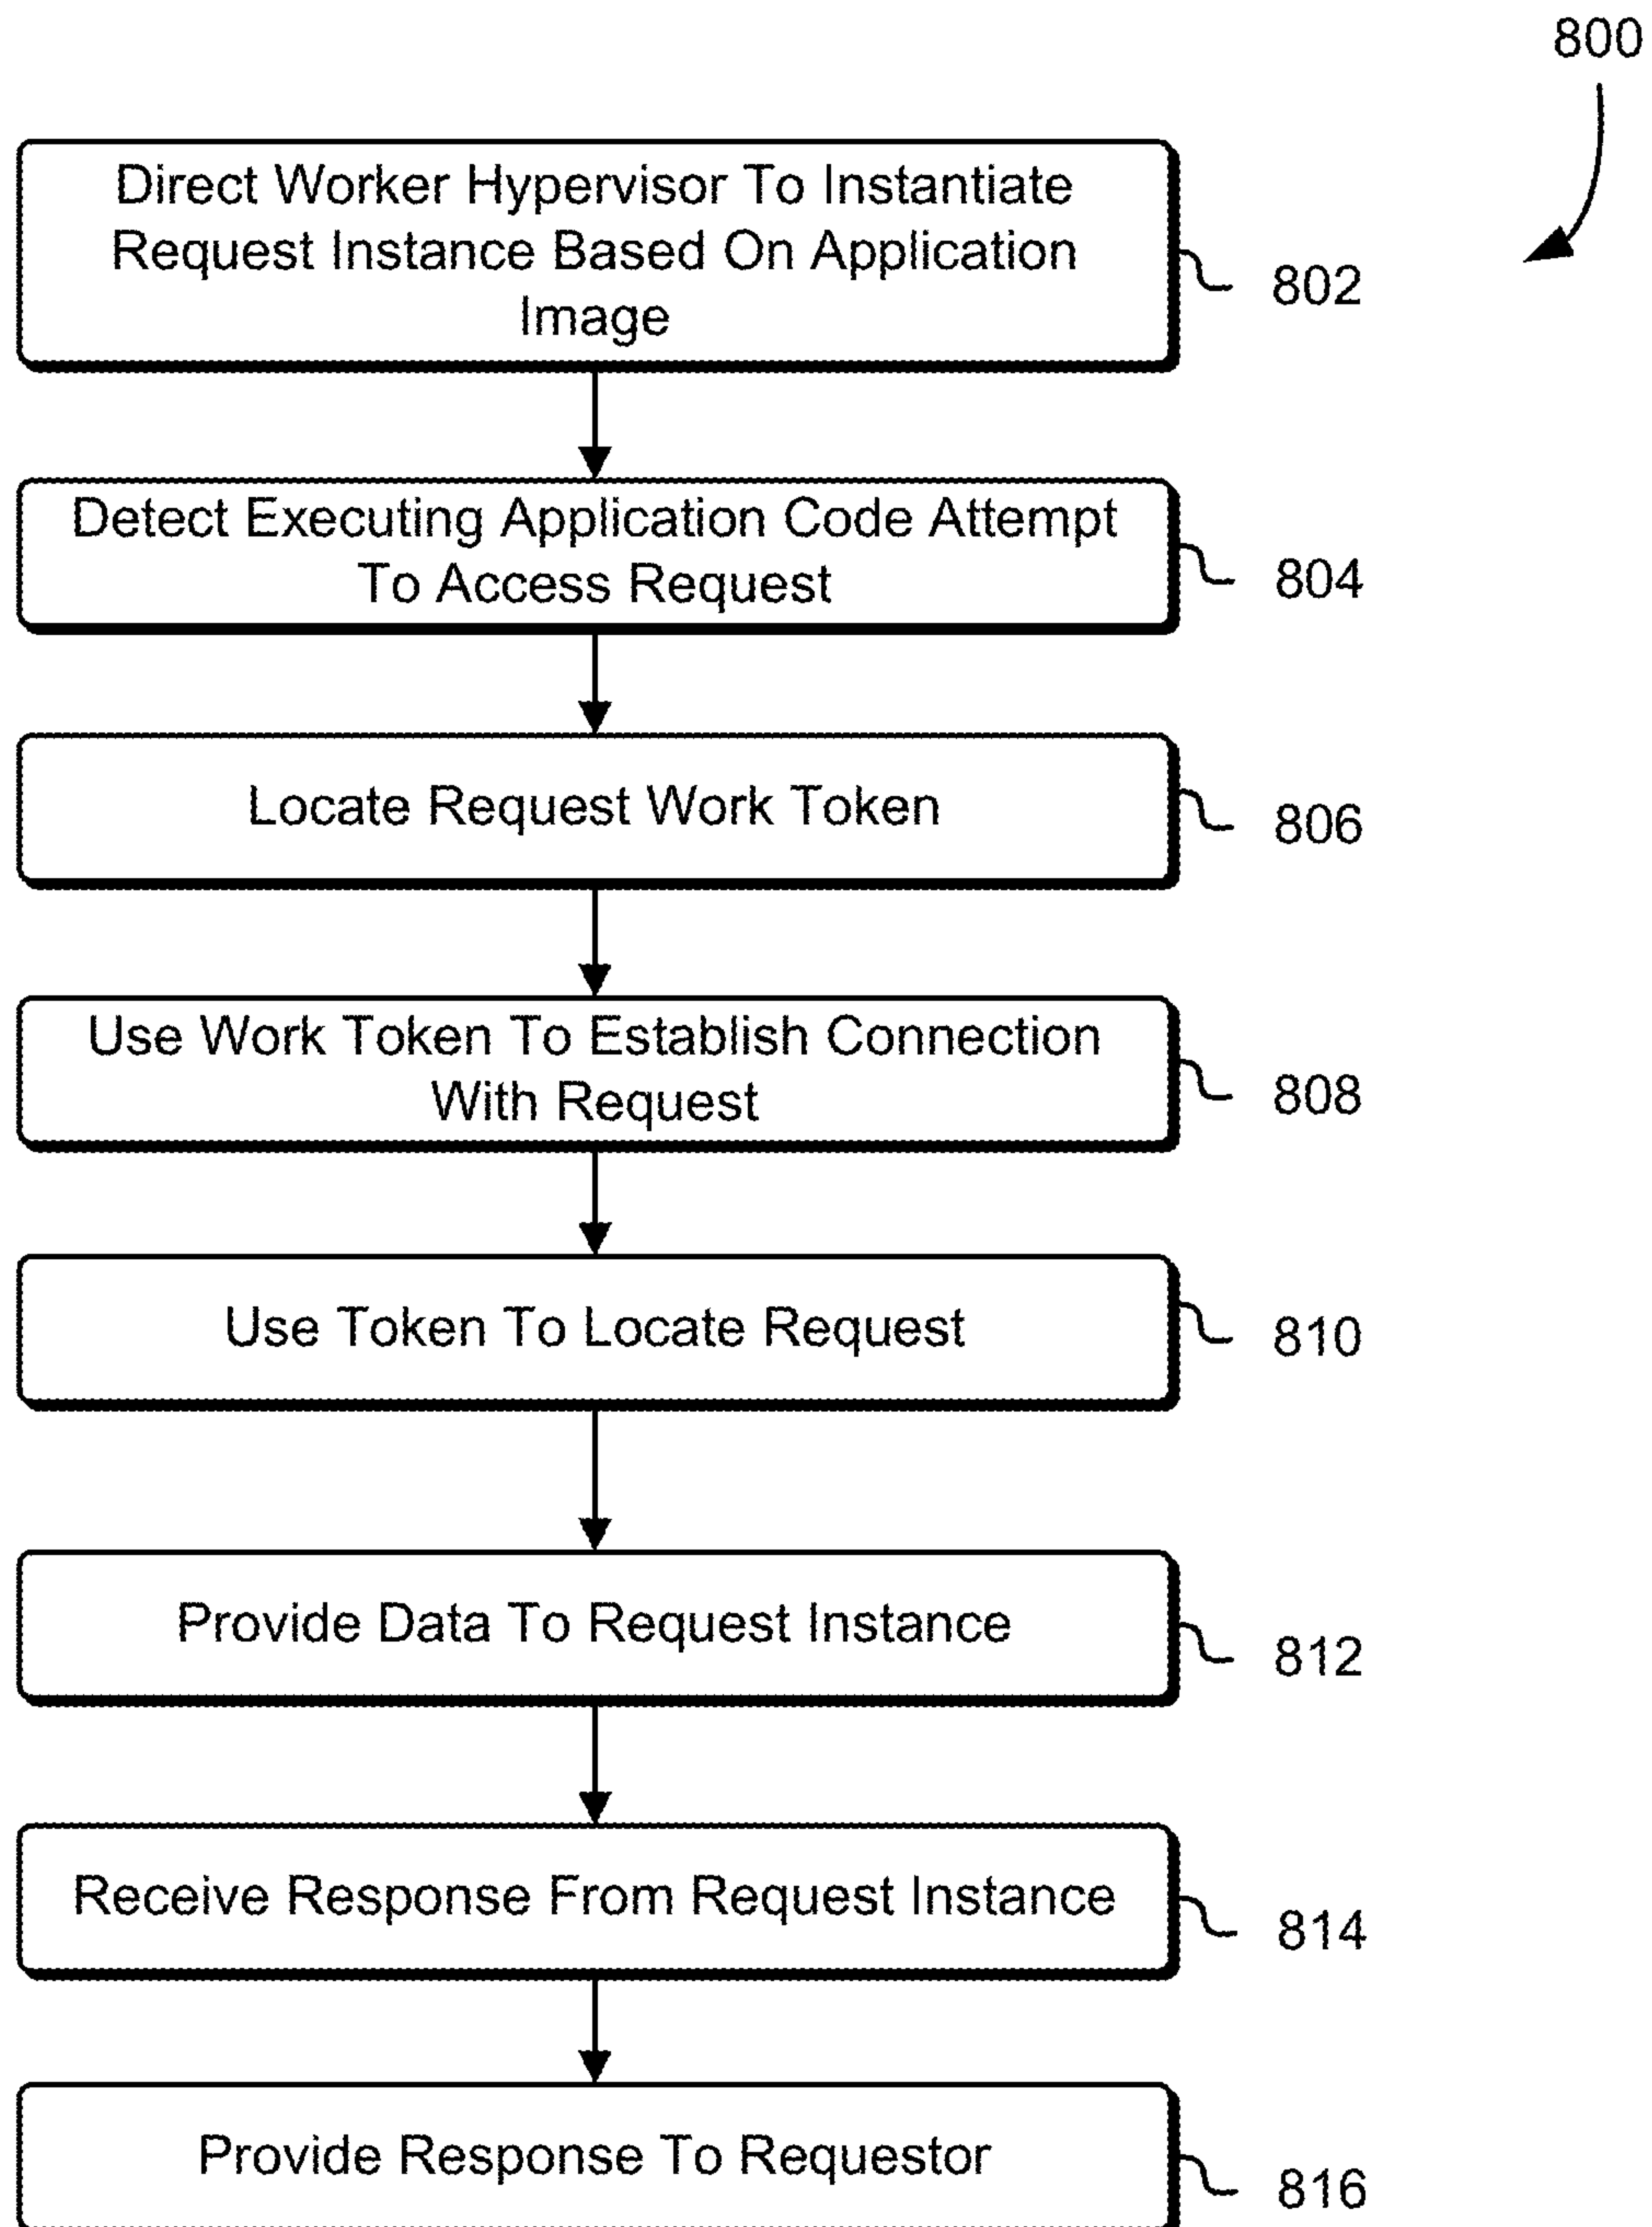 800
Direct Worker Hypervisor To Instantiate
Request Instance Based On Application
Image
802
Detect Executing Application Code Attempt
To Access Request
804
Locate Request Work Token
806
Use Work Token To Establish Connection
With Request
808
Use Token To Locate Request
810
Provide Data To Request Instance
812
Receive Response From Request Instance
814
Provide Response To Requestor
816